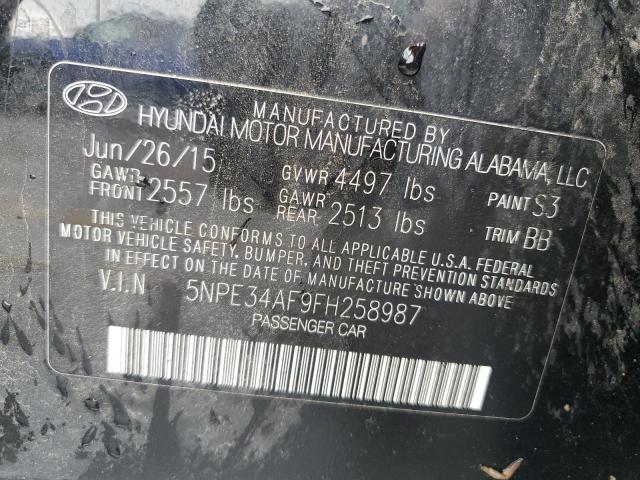 MANUFACTURED BY
HYUNDAI MOTOR MANUFACTURING ALABAMA, LLC
Jun/26/15 GVWR 4497 lbs PAINT S3
GAWR FRONT 2557 lbs GAWR REAR 2513 lbs TRIM BB
THIS VEHICLE CONFORMS TO ALL APPLICABLE U.S.A. FEDERAL
MOTOR VEHICLE SAFETY, BUMPER, AND THEFT PREVENTION STANDARDS
IN EFFECT ON THE DATE OF MANUFACTURE SHOWN ABOVE.
V.I.N 5NPE34AF9FH258987
PASSENGER CAR